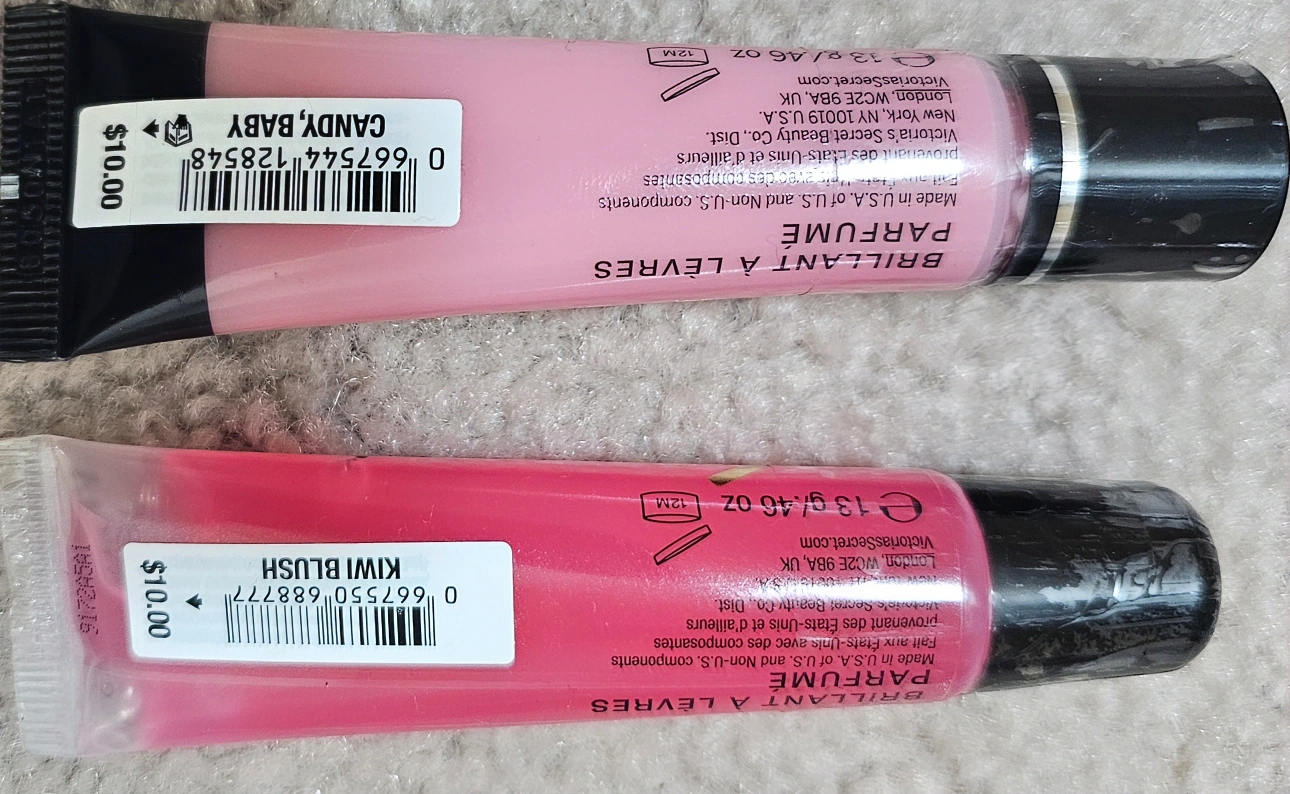 CANDY, BABY
0 667544 128548
$10.00
BRILLANT À LÈVRES
PARFUMÉ
Made in U.S.A. of U.S. and Non-U.S. components
Fait aux États-Unis avec des composantes
provenant des États-Unis et d'ailleurs
Victoria's Secret Beauty Co., Dist.
New York, NY 10019 U.S.A.
London, WC2E 9BA, UK
VictoriasSecret.com
12M
e 13 g/.46 oz
KIWI BLUSH
0 667550 688777
$10.00
BRILLANT À LÈVRES
PARFUMÉ
Made in U.S.A. of U.S. and Non-U.S. components
Fait aux États-Unis avec des composantes
provenant des États-Unis et d'ailleurs
Victoria's Secret Beauty Co., Dist.
New York, NY 10019 U.S.A.
London, WC2E 9BA, UK
VictoriasSecret.com
12M
e 13 g/.46 oz